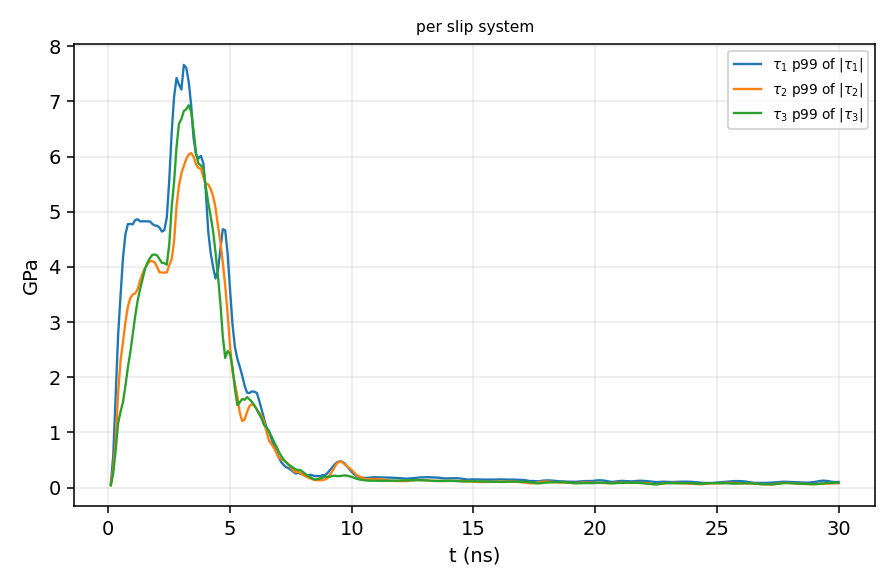 per slip system
τ₁ p99 of |τ₁|
τ₂ p99 of |τ₂|
τ₃ p99 of |τ₃|
GPa
8
7
6
5
4
3
2
1
0
0 5 10 15 20 25 30
t (ns)